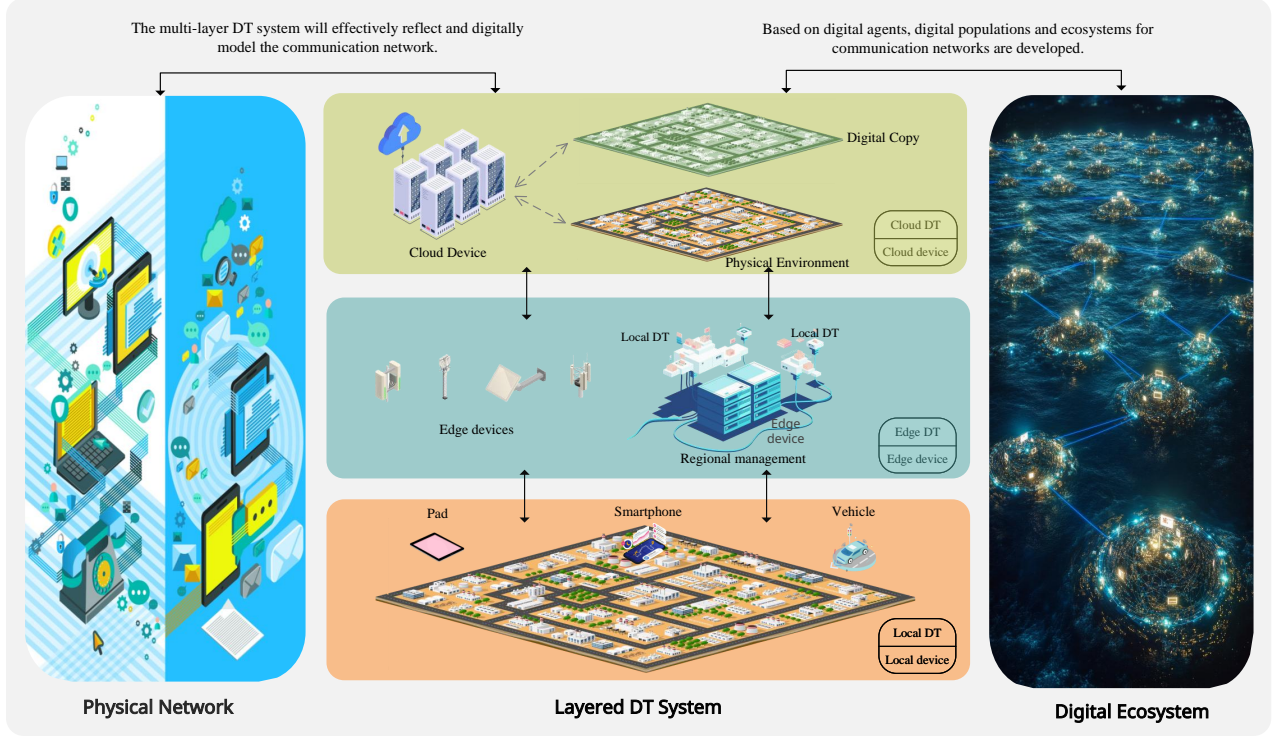 The multi-layer DT system will effectively reflect and digitally
model the communication network.
Based on digital agents, digital populations and ecosystems for
communication networks are developed.
Digital Copy
Cloud Device
Physical Environment
Cloud DT
Cloud device
Local DT
Local DT
Edge devices
Edge
device
Regional management
Edge DT
Edge device
Pad
Smartphone
Vehicle
Local DT
Local device
Physical Network
Layered DT System
Digital Ecosystem